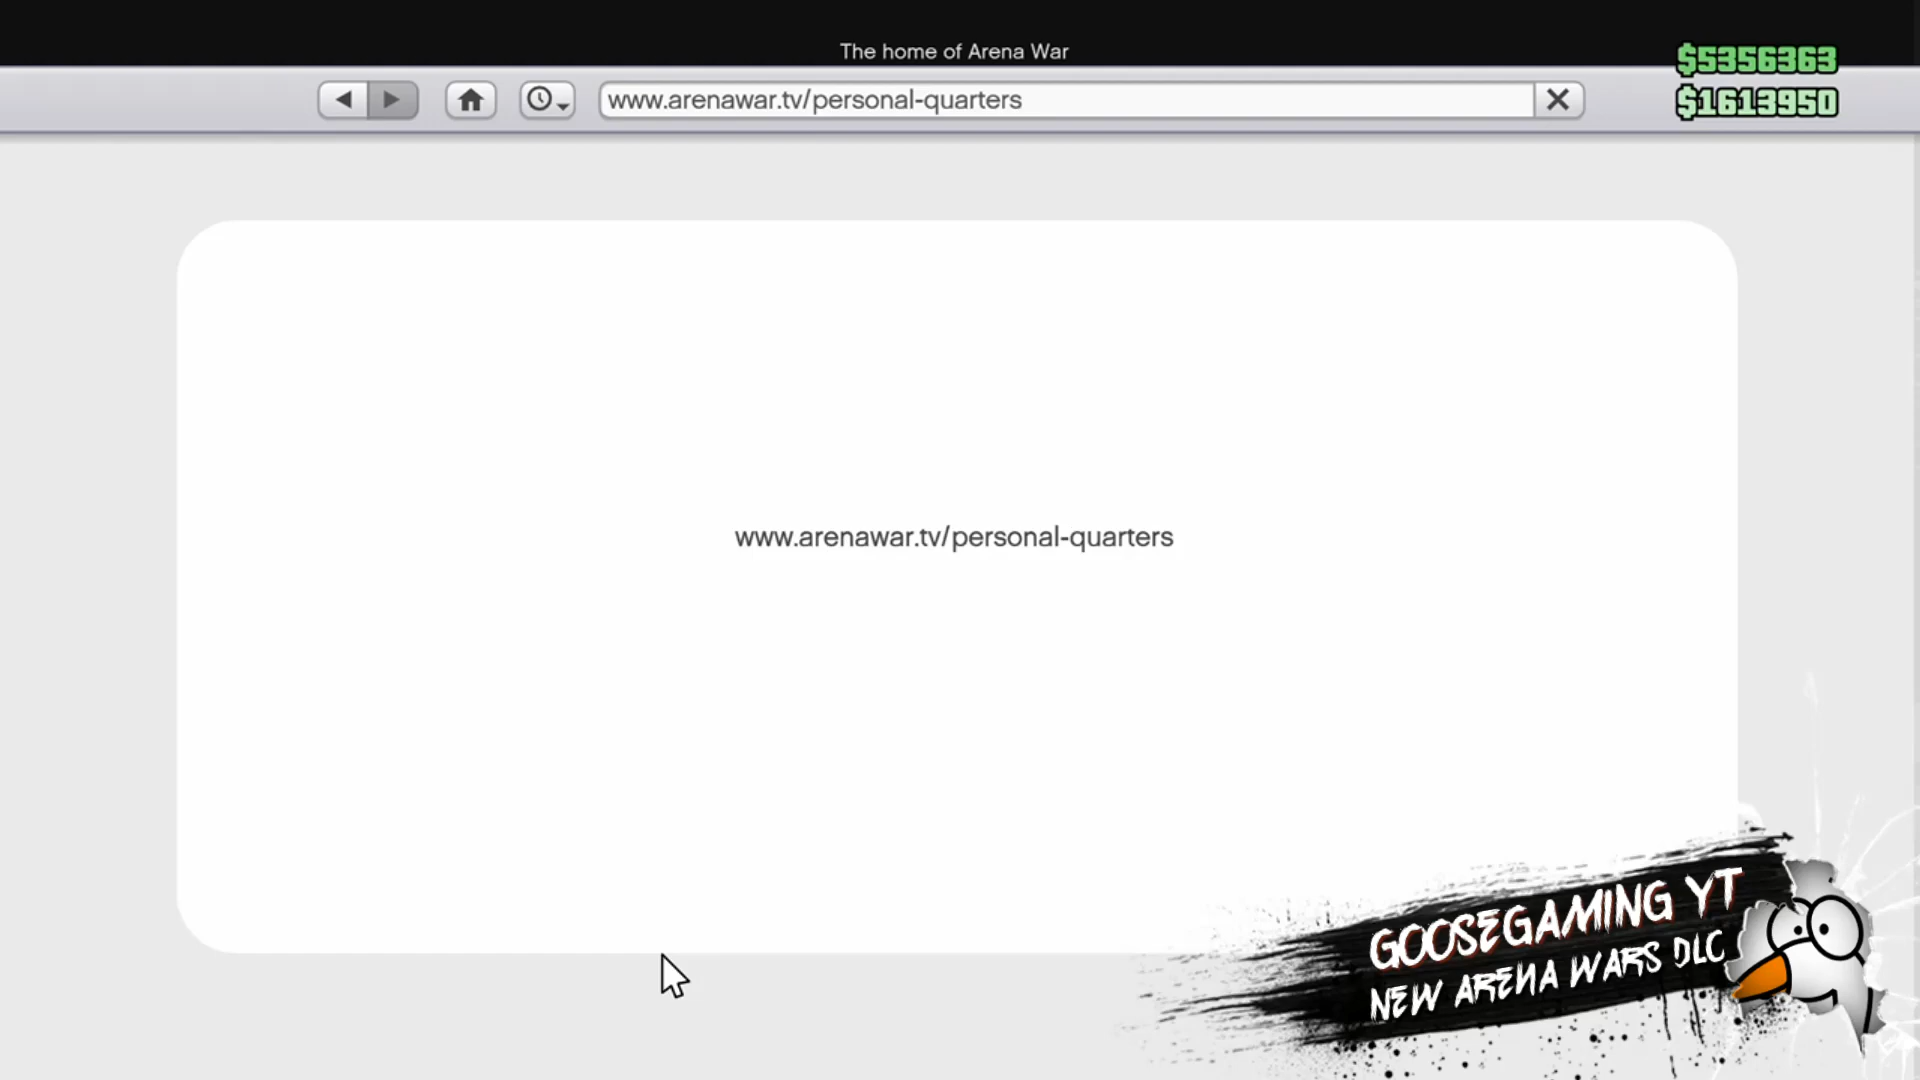 The home of Arena War
$5356363
www.arenawar.tv/personal-quarters
$1613950
www.arenawar.tv/personal-quarters
GOOSEGAMING YT
NEW ARENA WARS DLC